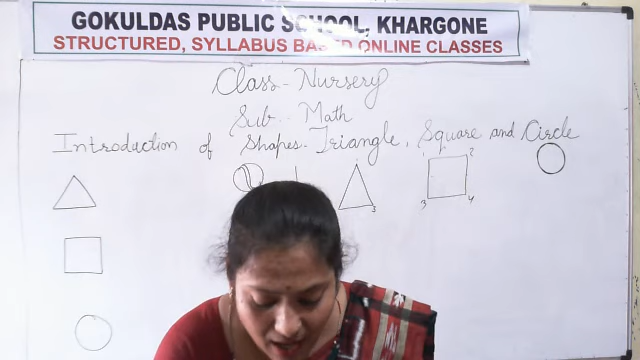 GOKULDAS PUBLIC SCHOOL, KHARGONE
STRUCTURED, SYLLABUS BASED ONLINE CLASSES
Class - Nursery
Sub - Math
Introduction of Shapes - Triangle, Square and Circle
1 2
3 3 4